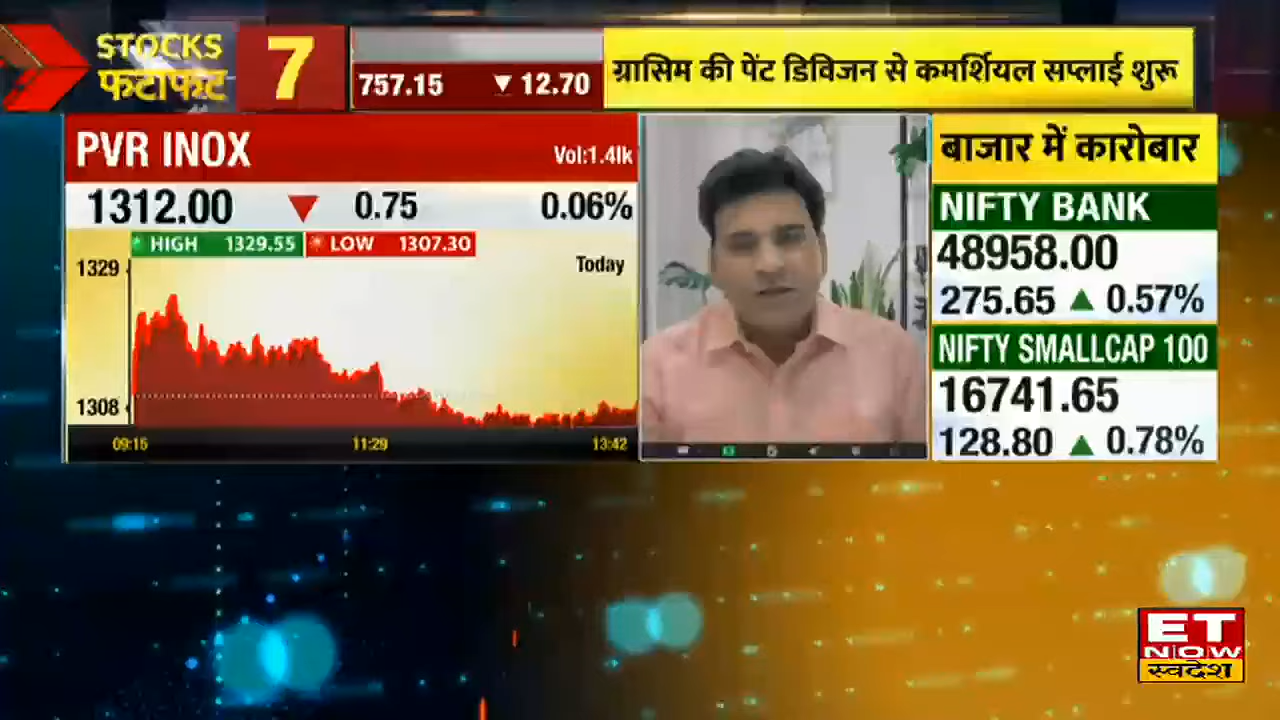 STOCKS
फटाफट
7
757.15 ▼ 12.70
ग्रासिम की पेंट डिविजन से कमर्शियल सप्लाई शुरू
PVR INOX
Vol:1.4lk
1312.00 ▼ 0.75 0.06%
HIGH 1329.55 LOW 1307.30
Today
1329
1308
09:15 11:29 13:42
बाजार में कारोबार
NIFTY BANK
48958.00
275.65 ▲ 0.57%
NIFTY SMALLCAP 100
16741.65
128.80 ▲ 0.78%
ET
NOW
स्वदेश